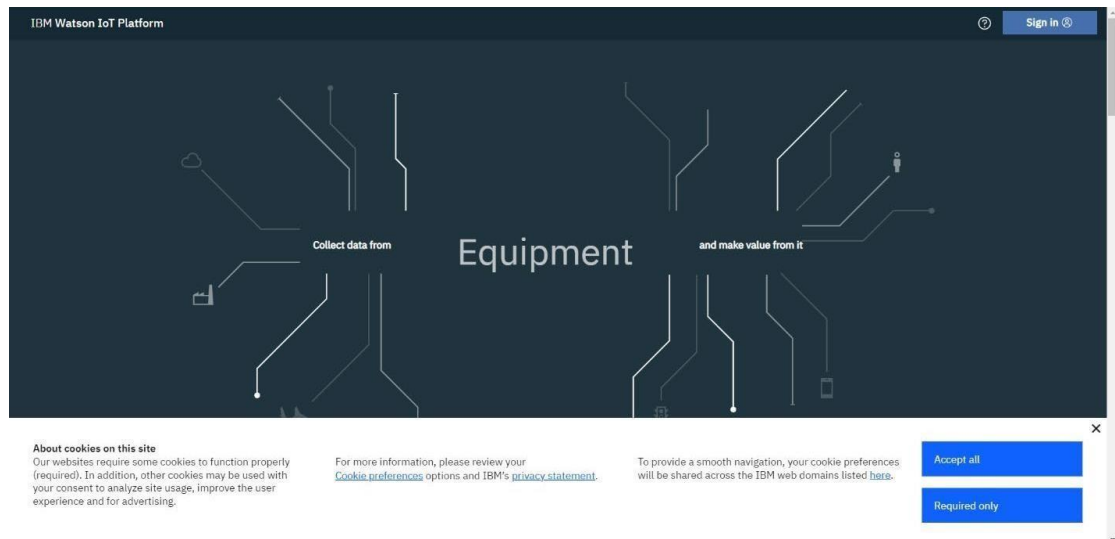 IBM Watson IoT Platform
Sign in
Collect data from
Equipment
and make value from it
About cookies on this site
Our websites require some cookies to function properly
(required). In addition, other cookies may be used with
your consent to analyze site usage, improve the user
experience and for advertising.
For more information, please review your
Cookie preferences options and IBM's privacy statement.
To provide a smooth navigation, your cookie preferences
will be shared across the IBM web domains listed here.
Accept all
Required only